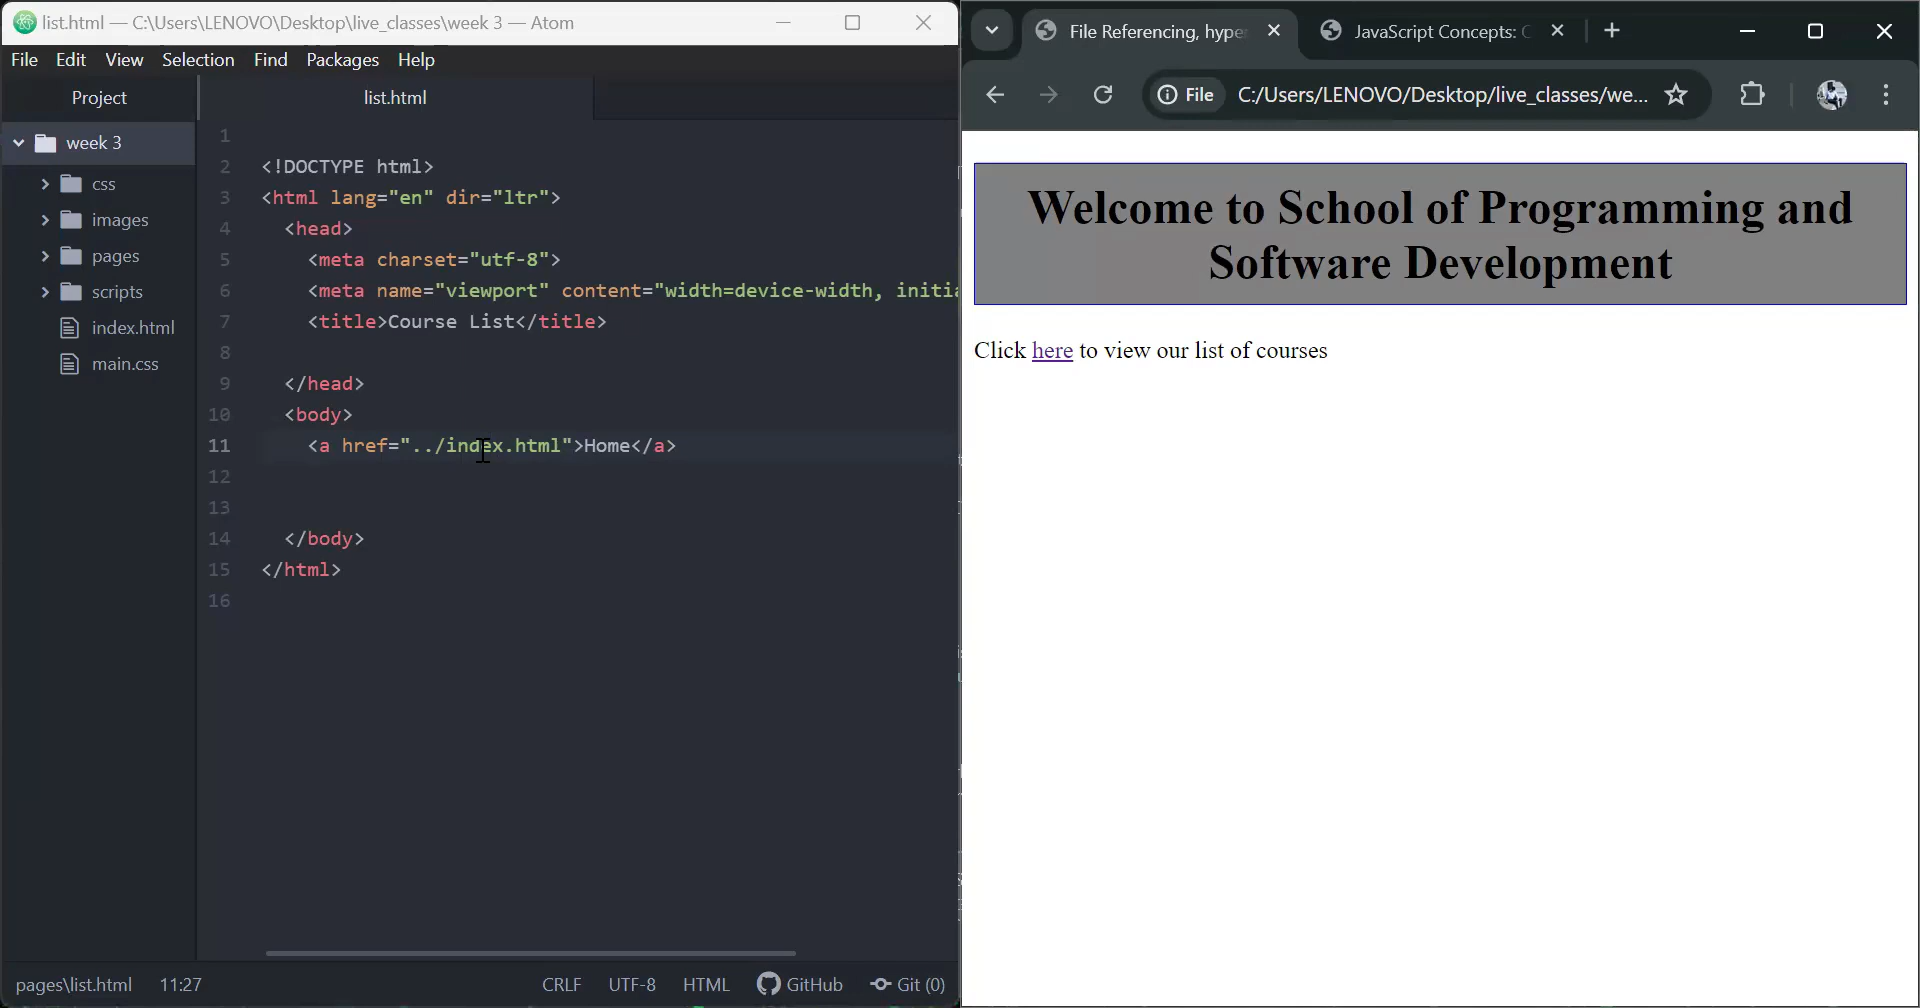 list.html — C:\Users\LENOVO\Desktop\live_classes\week 3 — Atom
File Edit View Selection Find Packages Help
Project
week 3
css
images
pages
scripts
index.html
main.css
list.html
1
2 <!DOCTYPE html>
3 <html lang="en" dir="ltr">
4 <head>
5 <meta charset="utf-8">
6 <meta name="viewport" content="width=device-width, initia
7 <title>Course List</title>
8
9 </head>
10 <body>
11 <a href="../index.html">Home</a>
12
13
14 </body>
15 </html>
16
pages\list.html 11:27 CRLF UTF-8 HTML GitHub Git (0)
File Referencing, hype
JavaScript Concepts:
File C:/Users/LENOVO/Desktop/live_classes/we...
Welcome to School of Programming and
Software Development
Click here to view our list of courses